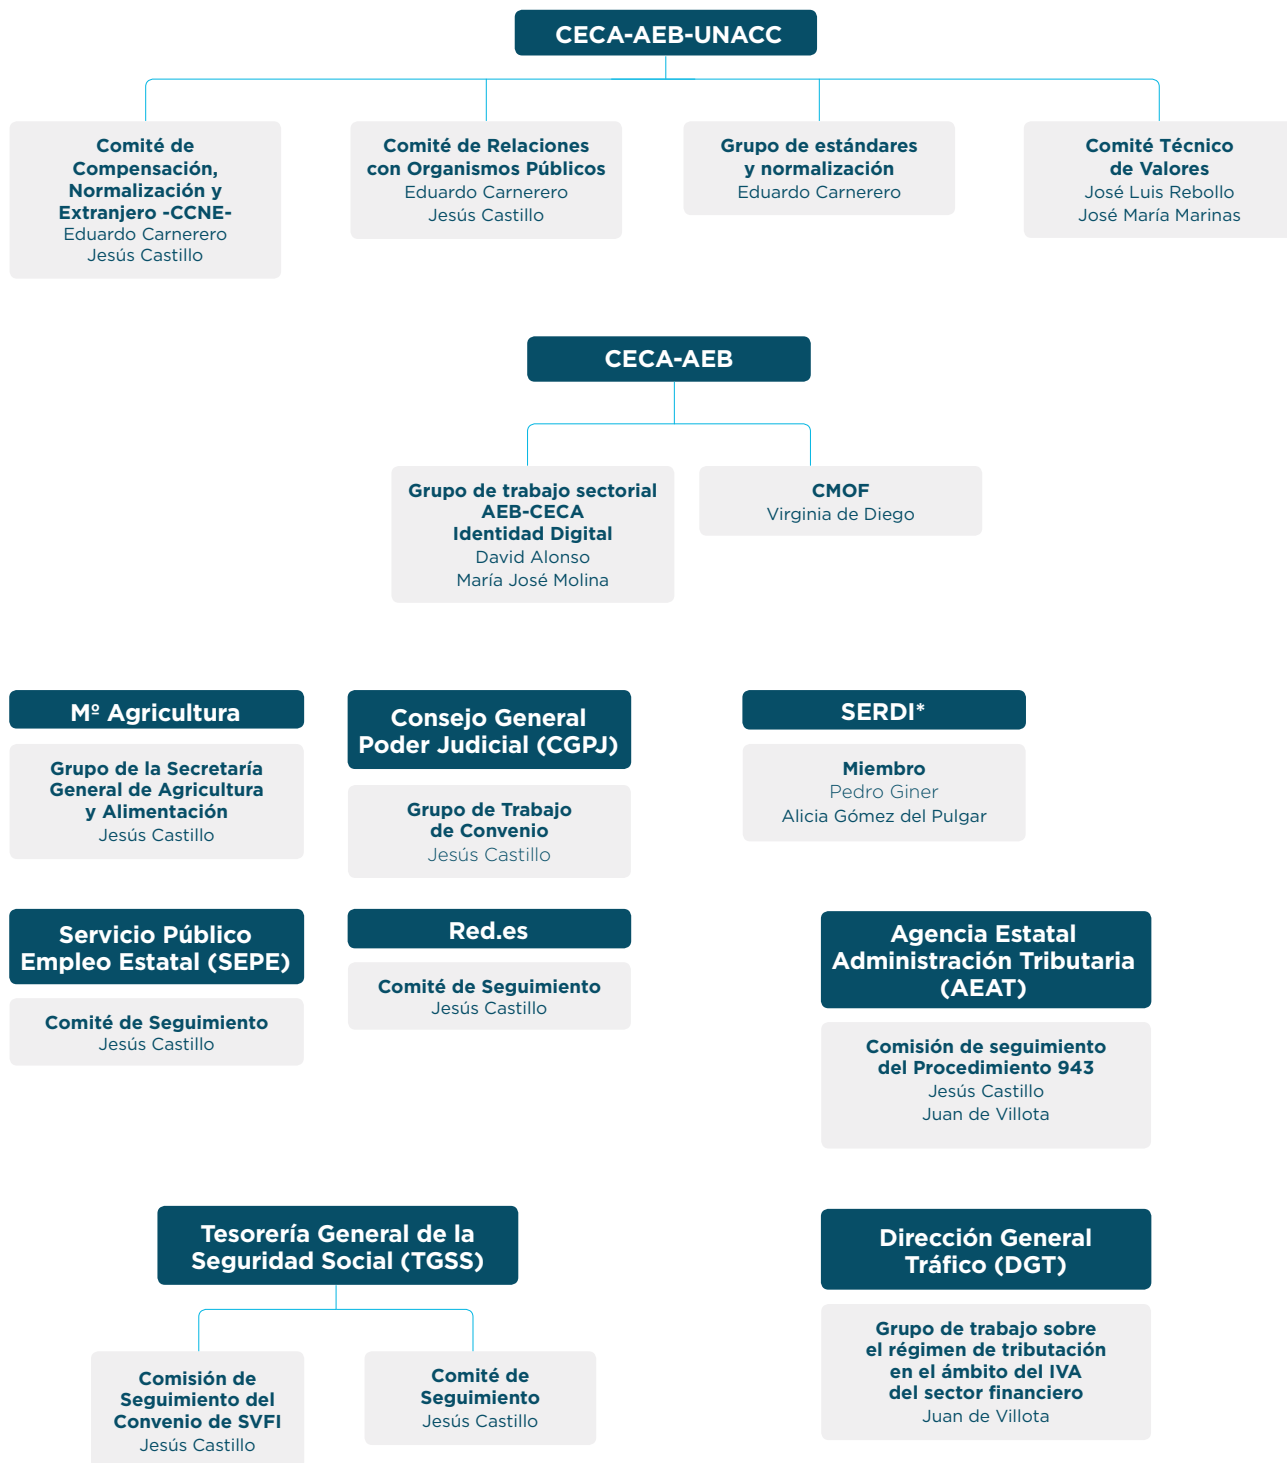 CECA-AEB-UNACC
Comité de
Compensación,
Normalización y
Extranjero -CCNE-
Eduardo Carnerero
Jesús Castillo
Comité de Relaciones
con Organismos Públicos
Eduardo Carnerero
Jesús Castillo
Grupo de estándares
y normalización
Eduardo Carnerero
Comité Técnico
de Valores
José Luis Rebollo
José María Marinas
CECA-AEB
Grupo de trabajo sectorial
AEB-CECA
Identidad Digital
David Alonso
María José Molina
CMOF
Virginia de Diego
Mº Agricultura
Grupo de la Secretaría
General de Agricultura
y Alimentación
Jesús Castillo
Consejo General
Poder Judicial (CGPJ)
Grupo de Trabajo
de Convenio
Jesús Castillo
SERDI*
Miembro
Pedro Giner
Alicia Gómez del Pulgar
Servicio Público
Empleo Estatal (SEPE)
Comité de Seguimiento
Jesús Castillo
Red.es
Comité de Seguimiento
Jesús Castillo
Agencia Estatal
Administración Tributaria
(AEAT)
Comisión de seguimiento
del Procedimiento 943
Jesús Castillo
Juan de Villota
Tesorería General de la
Seguridad Social (TGSS)
Comisión de
Seguimiento del
Convenio de SVFI
Jesús Castillo
Comité de
Seguimiento
Jesús Castillo
Dirección General
Tráfico (DGT)
Grupo de trabajo sobre
el régimen de tributación
en el ámbito del IVA
del sector financiero
Juan de Villota